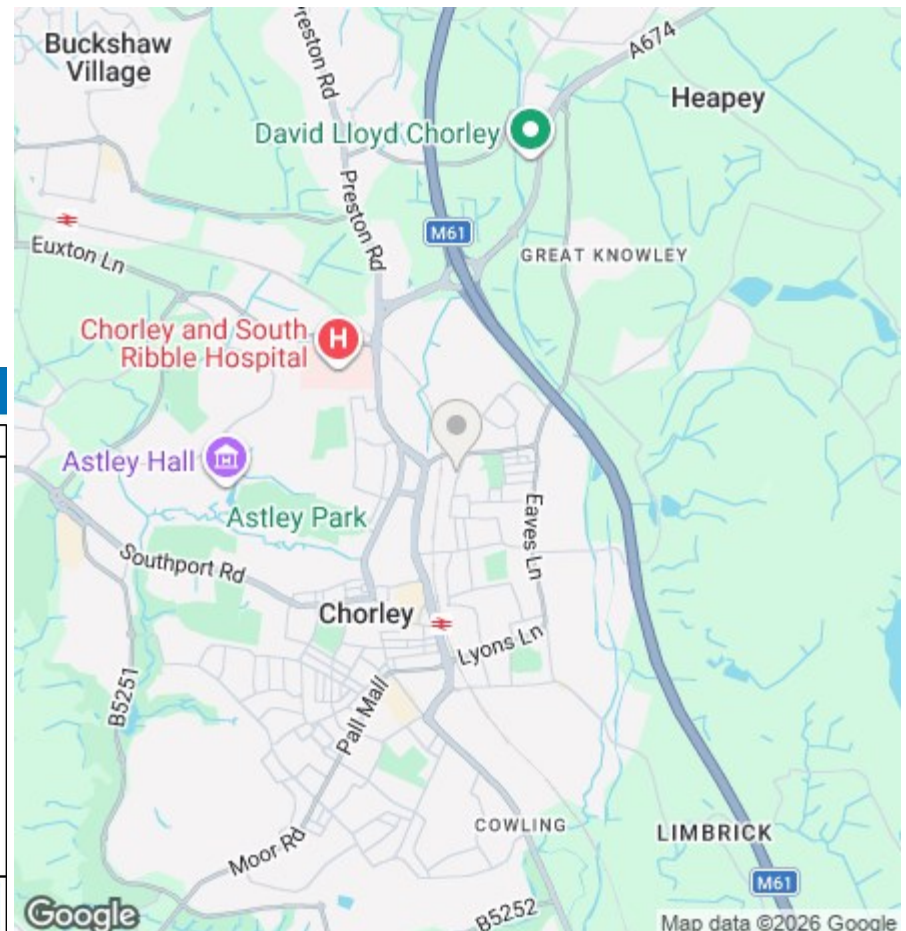 Buckshaw
Village
Preston Rd
A674
Heapey
David Lloyd Chorley
Preston Rd
M61
Euxton Ln
GREAT KNOWLEY
Chorley and South
Ribble Hospital
H
Astley Hall
Astley Park
Eaves Ln
Southport Rd
Chorley
Lyons Ln
B5251
Pall Mall
COWLING
LIMBRICK
Moor Rd
M61
B5252
Google
Map data ©2026 Google